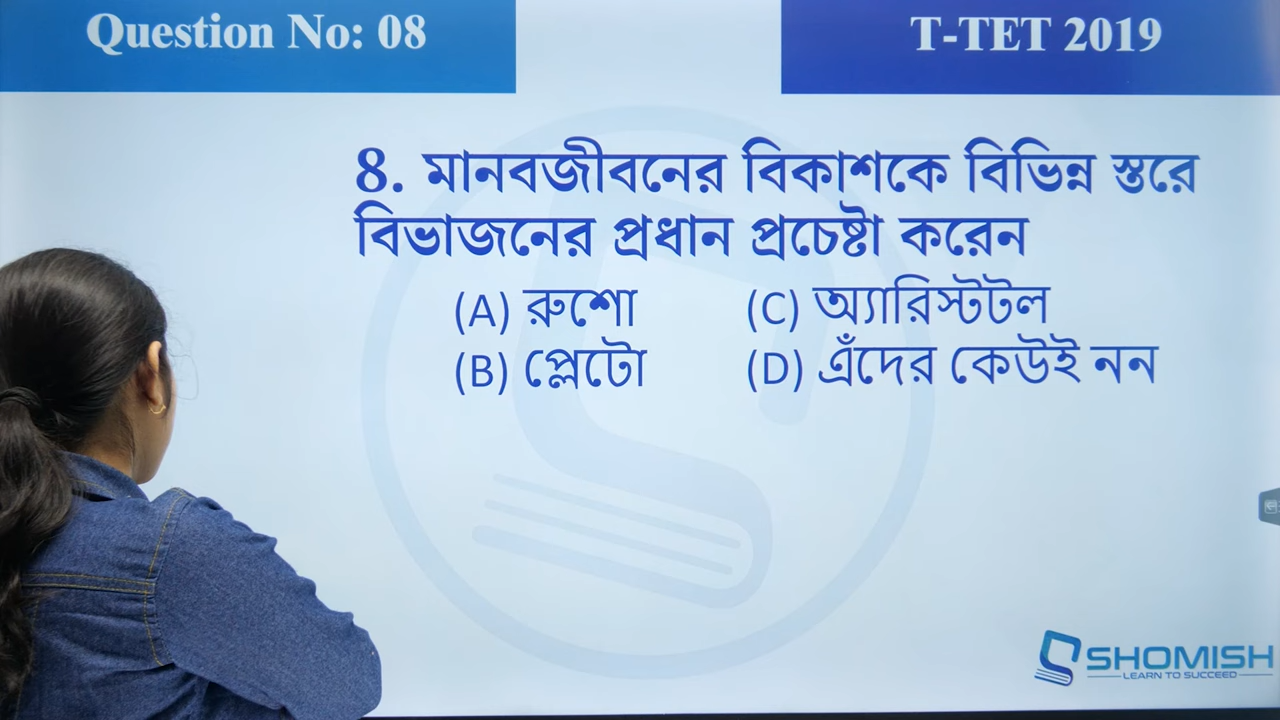 Question No: 08
T-TET 2019
8. মানবজীবনের বিকাশকে বিভিন্ন স্তরে
বিভাজনের প্রধান প্রচেষ্টা করেন
(A) রুশো
(C) অ্যারিস্টটল
(B) প্লেটো
(D) এঁদের কেউই নন
SHOMISH
LEARN TO SUCCEED